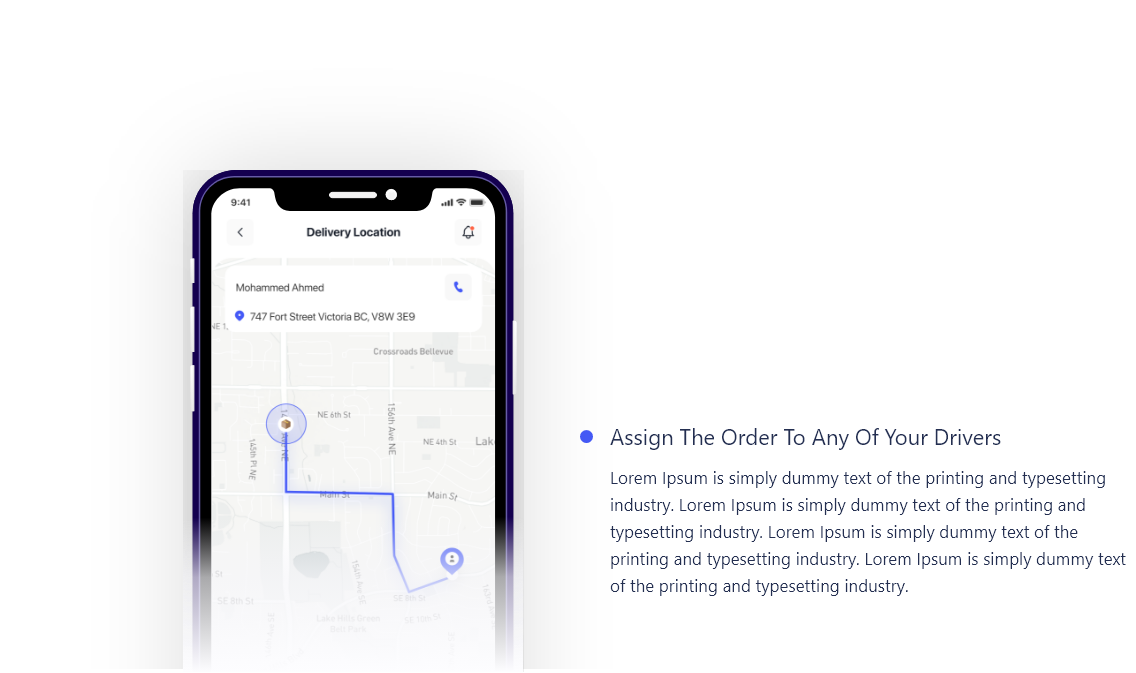 9:41
Delivery Location
Mohammed Ahmed
747 Fort Street Victoria BC, V8W 3E9
NE 1
Crossroads Bellevue
NE 6th St
156th Ave NE
145th Pl NE
NE 4th St
Lak
Main St
Main St
154th Ave SE
St
SE 8th St
SE 8th St
Lake Hills Green
Belt Park
SE 10th St
Assign The Order To Any Of Your Drivers
Lorem Ipsum is simply dummy text of the printing and typesetting
industry. Lorem Ipsum is simply dummy text of the printing and
typesetting industry. Lorem Ipsum is simply dummy text of the
printing and typesetting industry. Lorem Ipsum is simply dummy text
of the printing and typesetting industry.